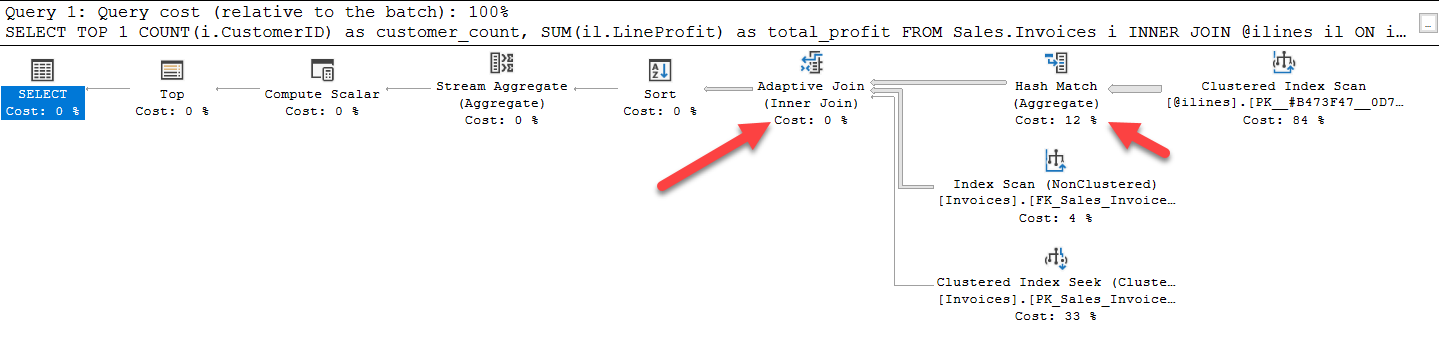 Query 1: Query cost (relative to the batch): 100%
SELECT TOP 1 COUNT(i.CustomerID) as customer_count, SUM(il.LineProfit) as total_profit FROM Sales.Invoices i INNER JOIN @ilines il ON i…
SELECT
Cost: 0 %
Top
Cost: 0 %
Compute Scalar
Cost: 0 %
Stream Aggregate
(Aggregate)
Cost: 0 %
Sort
Cost: 0 %
Adaptive Join
(Inner Join)
Cost: 0 %
Hash Match
(Aggregate)
Cost: 12 %
Clustered Index Scan
[@ilines].[PK__#B473F47__0D7…
Cost: 84 %
Index Scan (NonClustered)
[Invoices].[FK_Sales_Invoice…
Cost: 4 %
Clustered Index Seek (Cluste…
[Invoices].[PK_Sales_Invoice…
Cost: 33 %